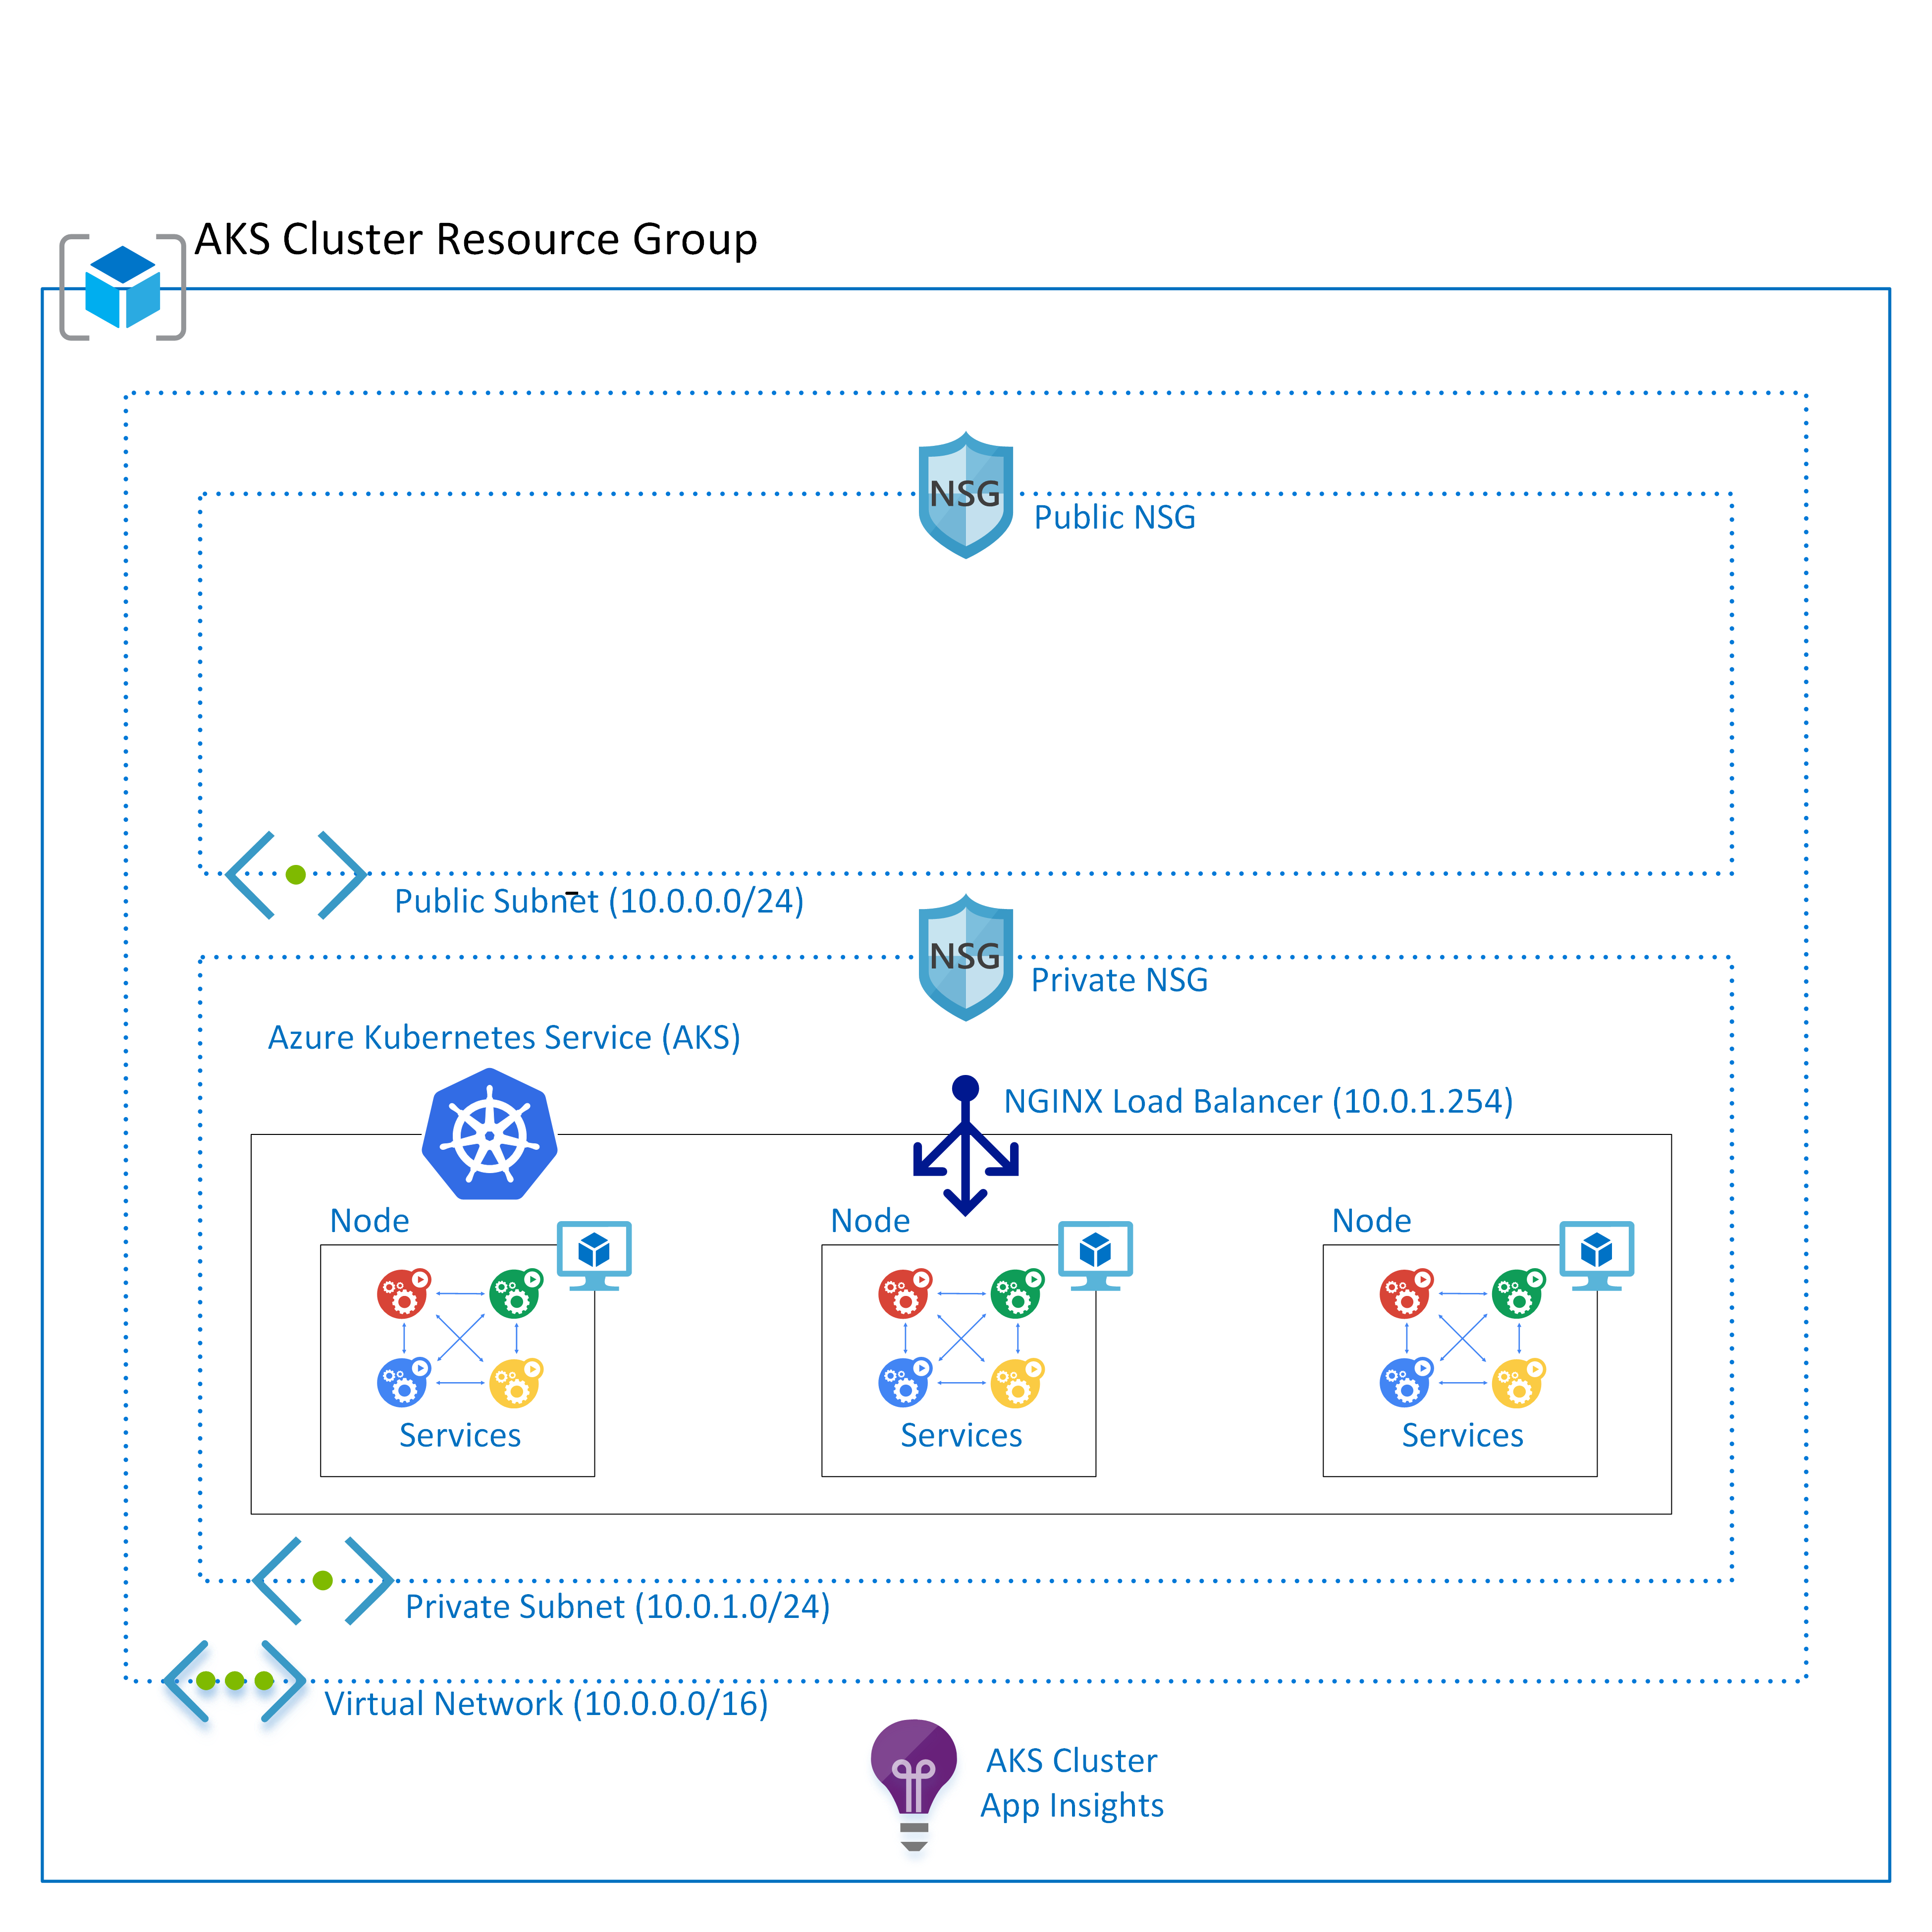 AKS Cluster Resource Group
NSG
Public NSG
Public Subnet (10.0.0.0/24)
NSG
Private NSG
Azure Kubernetes Service (AKS)
NGINX Load Balancer (10.0.1.254)
Node
Node
Node
Services
Services
Services
Private Subnet (10.0.1.0/24)
Virtual Network (10.0.0.0/16)
AKS Cluster
App Insights